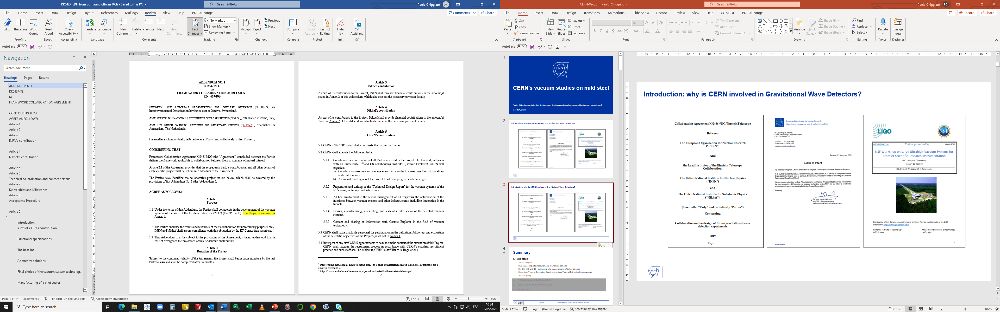 KR5427_EDH from purhasing officers PCh • Saved to this PC
Search (Alt+Q)
Paolo Chiggiato
File Home Insert Draw Design Layout References Mailings Review View Help PDF-XChange
Comments Share
Editor Thesaurus Word Count Read Aloud Check Accessibility Translate Language New Comment Delete Previous Next Show Comments Track Changes No Markup Show Markup Reviewing Pane Accept Reject Previous Next Compare Block Authors Restrict Editing Hide Ink CV Assistant
Proofing Speech Accessibility Language Comments Tracking Changes Compare Protect Ink CV
AutoSave Off
Navigation
Search document
Headings Pages Results
ADDENDUM NO. 1
KR5427/TE
to
FRAMEWORK COLLABORATION AGREEMENT
CONSIDERING THAT:
AGREE AS FOLLOWS:
Article 1
Article 2
Article 3
INFN's contribution
Article 4
Nikhef's contribution
Article 5
Article 6
Technical co-ordination and contact persons
Article 7
Deliverables and Milestones
Article 8
Acceptance Procedure
Article 9
Introduction
Aims of CERN's contribution
Functional specifications
The baseline
Alternative solutions
Final choice of the vacuum system technolog...
Manufacturing of a pilot sector
ADDENDUM NO. 1
KR5427/TE
TO
FRAMEWORK COLLABORATION AGREEMENT
KN 4657/DG
BETWEEN: THE EUROPEAN ORGANIZATION FOR NUCLEAR RESEARCH ("CERN"), an
Intergovernmental Organization having its seat at Geneva, Switzerland,
AND: THE ITALIAN NATIONAL INSTITUTE FOR NUCLEAR PHYSICS ("INFN"), established in Rome, Italy,
AND THE DUTCH NATIONAL INSTITUTE FOR SUBATOMIC PHYSICS ("Nikhef"), established in
Amsterdam, The Netherlands,
Hereinafter each individually referred to as a "Party" and collectively as the "Parties",
CONSIDERING THAT:
Framework Collaboration Agreement KN4657/DG (the "Agreement") concluded between the Parties
defines the framework applicable to collaboration between them in domains of mutual interest.
Article 2.1 of the Agreement provides that the scope, each Party's contributions, and all other details of
each specific project shall be set out in Addendum to the Agreement.
The Parties have identified the collaborative project set out below, which shall be covered by the
provisions of this Addendum No. 1 (the "Addendum"),
AGREE AS FOLLOWS:
Article 1
Purpose
1.1 Under the terms of this Addendum, the Parties shall collaborate in the development of the vacuum
systems of the arms of the Einstein Telescope ("ET") (the "Project"). The Project is outlined in
Annex 1.
1.2 The Parties shall use the results and resources of their collaboration for non-military purposes only.
INFN and Nikhef shall ensure compliance with this obligation by the ET Consortium members.
1.3 This Addendum shall be subject to the provisions of the Agreement, it being understood that in
case of divergence the provisions of this Addendum shall prevail.
Article 2
Duration of the Project
Subject to the continued validity of the Agreement, the Project shall begin upon signature by the last
Party to sign and shall be completed after 36 months.
1
Article 3
INFN's contribution
As part of its contribution to the Project, INFN shall provide financial contributions in the amount(s)
stated in Annex 2 of this Addendum, which also sets out the necessary payment details.
Article 4
Nikhef's contribution
As part of its contribution to the Project, Nikhef shall provide financial contributions in the amount(s)
stated in Annex 2 of this Addendum, which also sets out the necessary payment details.
Article 5
CERN's contribution
5.1 CERN's TE-VSC group shall coordinate the vacuum activities.
5.2 CERN shall execute the following tasks:
5.2.1 Coordinate the contributions of all Parties involved in the Project . To that end, in liaison
with ET Directorate [1,2] and US collaborating institutes (Cosmic Explorer), CERN will
organize:
a) Coordination meetings on average every two months to streamline the collaborations
and contributions.
b) An annual meeting about the Project to address progress and challenges.
5.2.2 Preparation and writing of the 'Technical Design Report' for the vacuum systems of the
ET's arms, including cost estimations.
5.2.3 Ad hoc involvement in the overall management of ET regarding the optimization of the
interfaces between vacuum systems and other infrastructures, including integration in the
tunnels.
5.2.4 Design, manufacturing, assembling, and tests of a pilot sector of the selected vacuum
systems.
5.2.5 Contact and sharing of information with Cosmic Explorer in the field of vacuum
technology.
5.3 CERN shall make available personnel for participation in the definition, follow-up, and evaluation
of the scientific objectives of the Project (as set out in Annex 1).
5.4 In respect of any staff CERN appointments to be made in the context of the execution of this Project,
CERN shall manage the recruitment process in accordance with CERN's standard recruitment
practice and such staff shall be subject to CERN's Staff Rules & Regulations.
1 https://home.infn.it/en/all-news/78-news-infn/4368-onde-gravitazionali-nuova-direzione-di-progetto-per-l-
einstein-telescope-2
2 https://www.nikhef.nl/en/news/new-project-directorate-for-the-einstein-telescope/
2
Page 1 of 14 2850 words English (United Kingdom) Accessibility: Investigate Focus 80%
Type here to search
FRA 10:34
12/05/2022
CERN-Vacuum_Paolo_Chiggiato
Search (Alt+Q)
Paolo Chiggiato PC
File Home Insert Draw Design Transitions Animations Slide Show Record Review View Help COMSOL PDF-XChange
Record Share
Paste Cut Copy Format Painter New Slide Reuse Slides Layout Reset Section 18 Text Direction Align Text Convert to SmartArt Arrange Quick Styles Shape Fill Shape Outline Shape Effects Find Replace Select Dictate Design Ideas
Clipboard Slides Font Paragraph Drawing Editing Voice Designer
AutoSave Off
1
CERN
CERN's vacuum studies on mild steel
Paolo Chiggiato on behalf of the Vacuum, Surfaces and Coatings group (Technology department)
May 13th, 2020
2
Introduction: why is CERN involved in Gravitational Wave Detectors?
3
Introduction: why is CERN involved in Gravitational Wave Detectors?
(Ctrl)
4
Summary
1. Mild steel:
• Tested samples
• H2O outgassing rate measurements of unbaked samples
• H2, CH4, CO and CO2 outgassing rate measurements of baked samples
• H2 content: Thermal Desorption Spectroscopy (aka Thermal Extraction Spectroscopy)
• Surface quality
Introduction: why is CERN involved in Gravitational Wave Detectors?
Collaboration Agreement KN4657/DG/EinsteinTelescope
Between
The European Organization for Nuclear Research
("CERN")
And
the Lead Institutes of the Einstein Telescope
Collaboration:
The Italian National Institute for Nuclear Physics
("INFN")
and
The Dutch National Institute for Subatomic Physics
("Nikhef"),
(hereinafter "Party" and collectively "Parties")
Concerning
Collaboration on the design of future gravitational wave
detection experiments
2019
Page 1
European Organization for Nuclear Research
Organisation européenne pour la recherche nucléaire
Dr. José Miguel JIMENEZ
CERN, Technology Department Head
CH-1211 Geneva 23
Geneva, 23rd November 2020
Letter of Intent
To: The NSF Program Officer for Division of Physics – Investigator-Initiated Research Projects
THE EUROPEAN ORGANIZATION FOR NUCLEAR RESEARCH ('CERN'), an Intergovernmental
Organization having its seat at Geneva, Switzerland, duly represented by José Miguel Jimenez,
Technology Department Head,
If the proposal submitted by Drs. Albert Lazzarini and Rainer Weiss entitled Enabling research for
the next generation GW detectors is selected for funding by the NSF, it is our intent to collaborate
and/or commit resources as detailed in the Project Description.
Sincerely
Dr. José Miguel JIMENEZ
Eng. PhD in Applied Physics
Head of CERN Technology Department
www.cern.ch
LIGO
NSF
LIGO-P1900072-v1 Workshop Proceedings 1 March 2019
NSF Workshop on Large Ultrahigh-Vacuum Systems for
Frontier Scientific Research Instrumentation
LIGO Livingston Observatory
January 29-31,2019
H.F. Dylla, R. Weiss and M. E. Zucker, eds.
Distribution of this document: public release pending. This is a working note of the LIGO
Laboratory. http://www.ligo.caltech.edu/
California Institute of Technology Massachusetts Institute of Technology
LIGO Project LIGO Project
1
CERN
Slide 3 of 67 English (United Kingdom) Accessibility: Investigate Notes 107%